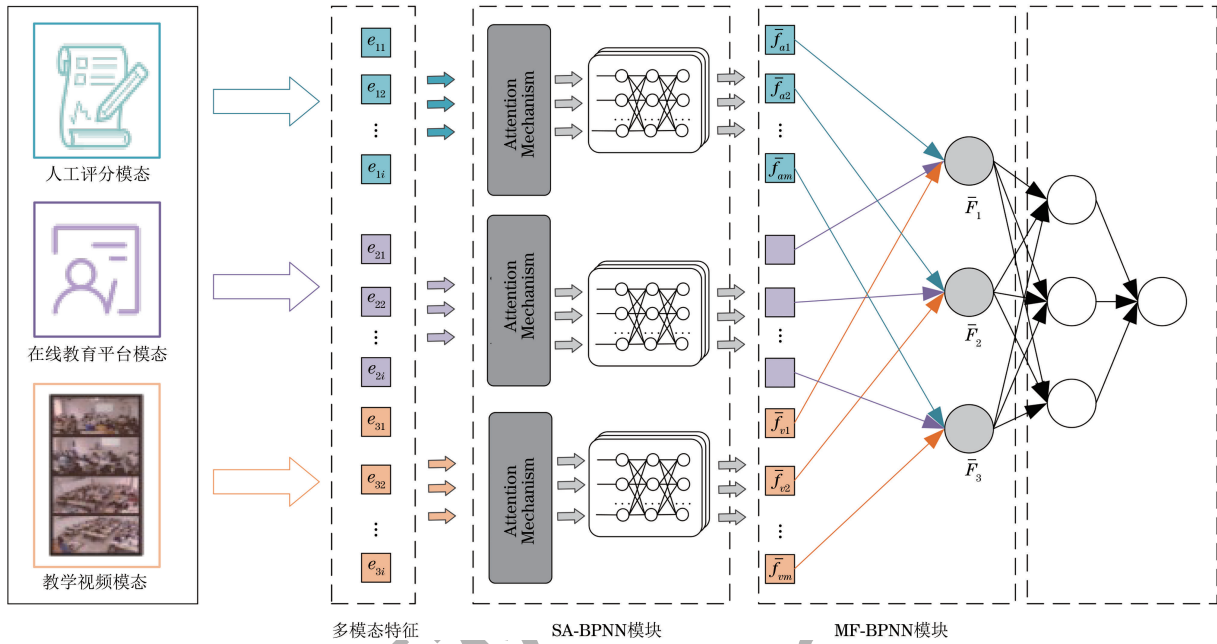 人工评分模态
在线教育平台模态
教学视频模态
e11
e12
...
e1i
e21
e22
...
e2i
e31
e32
...
e3i
多模态特征
Attention
Mechanism
......
Attention
Mechanism
......
Attention
Mechanism
......
SA-BPNN模块
f̄a1
f̄a2
...
f̄am
...
f̄v1
f̄v2
...
f̄vm
F̄1
F̄2
F̄3
MF-BPNN模块